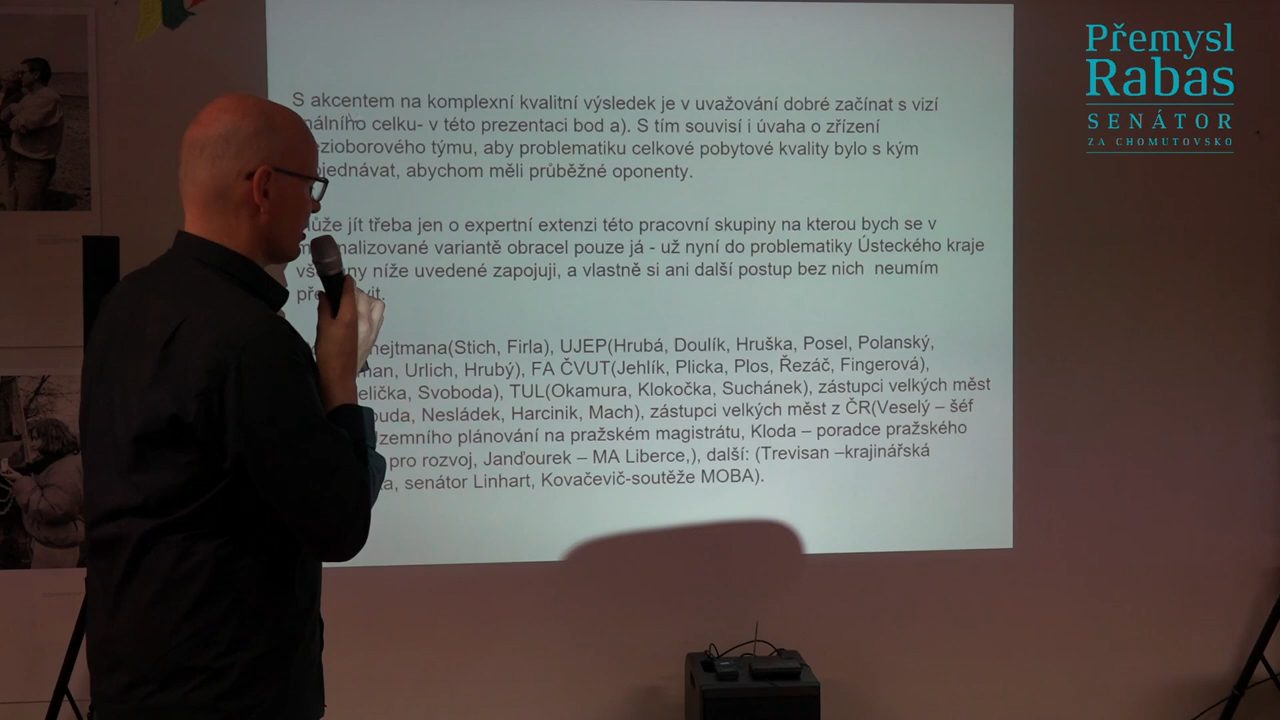 Přemysl
Rabas
SENÁTOR
ZA CHOMUTOVSKO
S akcentem na komplexní kvalitní výsledek je v uvažování dobré začínat s vizí
celku- v této prezentaci bod a). S tím souvisí i úvaha o zřízení
týmu, aby problematiku celkové pobytové kvality bylo s kým
abychom měli průběžné oponenty.
jít třeba jen o expertní extenzi této pracovní skupiny na kterou bych se v
variantě obracel pouze já - už nyní do problematiky Ústeckého kraje
níže uvedené zapojuji, a vlastně si ani další postup bez nich neumím
hejtmana(Stich, Firla), UJEP(Hrubá, Doulík, Hruška, Posel, Polanský,
Urlich, Hrubý), FA ČVUT(Jehlík, Plicka, Plos, Řezáč, Fingerová),
Svoboda), TUL(Okamura, Klokočka, Suchánek), zástupci velkých měst
Nesládek, Harcinik, Mach), zástupci velkých měst z ČR(Veselý – šéf
plánování na pražském magistrátu, Kloda – poradce pražského
pro rozvoj, Janďourek – MA Liberce,), další: (Trevisan –krajinářská
senátor Linhart, Kovačevič-soutěže MOBA).